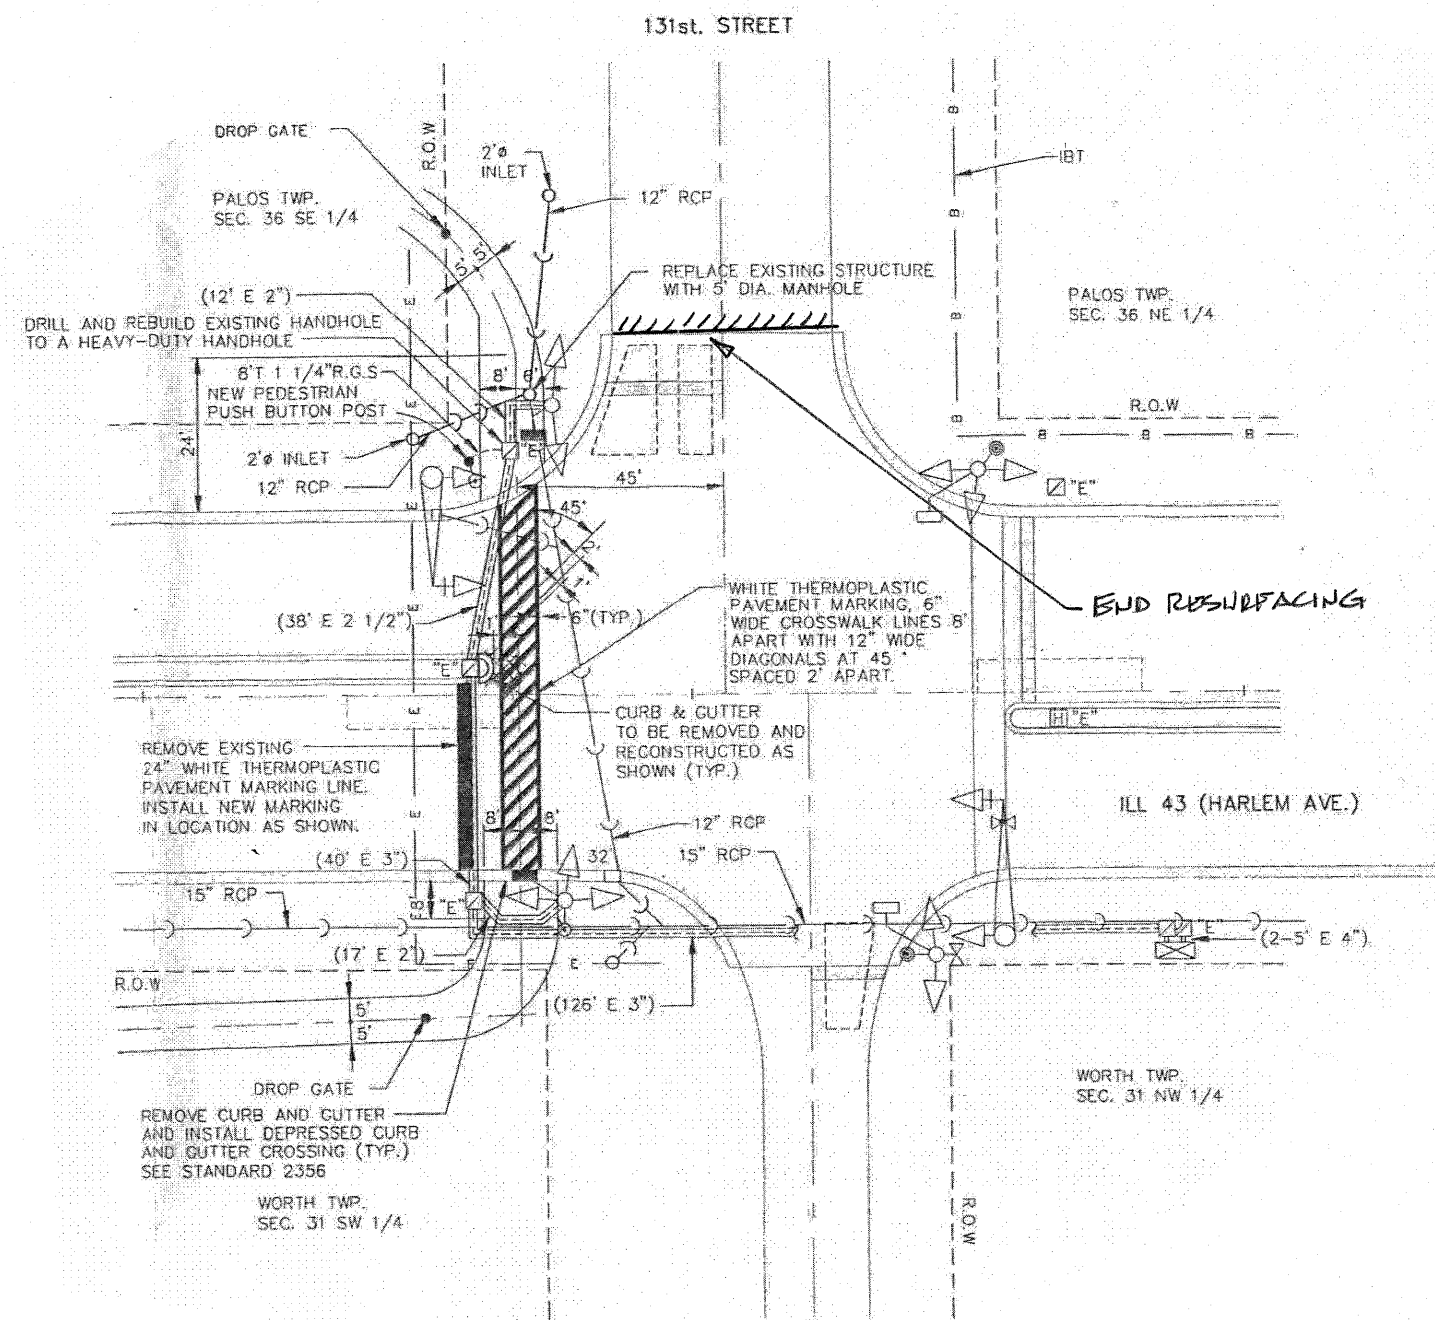 131st. STREET
DROP GATE
R.O.W
2'ø
INLET
12" RCP
IBT
PALOS TWP.
SEC. 36 SE 1/4
5'
5'
REPLACE EXISTING STRUCTURE
WITH 5' DIA. MANHOLE
PALOS TWP.
SEC. 36 NE 1/4
(12' E 2")
DRILL AND REBUILD EXISTING HANDHOLE
TO A HEAVY-DUTY HANDHOLE
8'T 1 1/4"R.G.S
NEW PEDESTRIAN
PUSH BUTTON POST
8'
6'
R.O.W
24'
2'ø INLET
12" RCP
"E"
45'
"E"
45°
2'
1'
WHITE THERMOPLASTIC
PAVEMENT MARKING, 6"
WIDE CROSSWALK LINES 8'
APART WITH 12" WIDE
DIAGONALS AT 45 °
SPACED 2' APART.
END RESURFACING
(38' E 2 1/2")
1'
6"(TYP.)
"E"
CURB & GUTTER
TO BE REMOVED AND
RECONSTRUCTED AS
SHOWN (TYP.)
H "E"
REMOVE EXISTING
24" WHITE THERMOPLASTIC
PAVEMENT MARKING LINE.
INSTALL NEW MARKING
IN LOCATION AS SHOWN.
ILL 43 (HARLEM AVE.)
8'
8'
12" RCP
(40' E 3")
32
15" RCP
15" RCP
8'
"E"
"E"
(2-5' E 4")
(17' E 2")
E
E
R.O.W
(126' E 3")
5'
5'
DROP GATE
WORTH TWP.
SEC. 31 NW 1/4
REMOVE CURB AND GUTTER
AND INSTALL DEPRESSED CURB
AND GUTTER CROSSING (TYP.)
SEE STANDARD 2356
WORTH TWP.
SEC. 31 SW 1/4
R.O.W